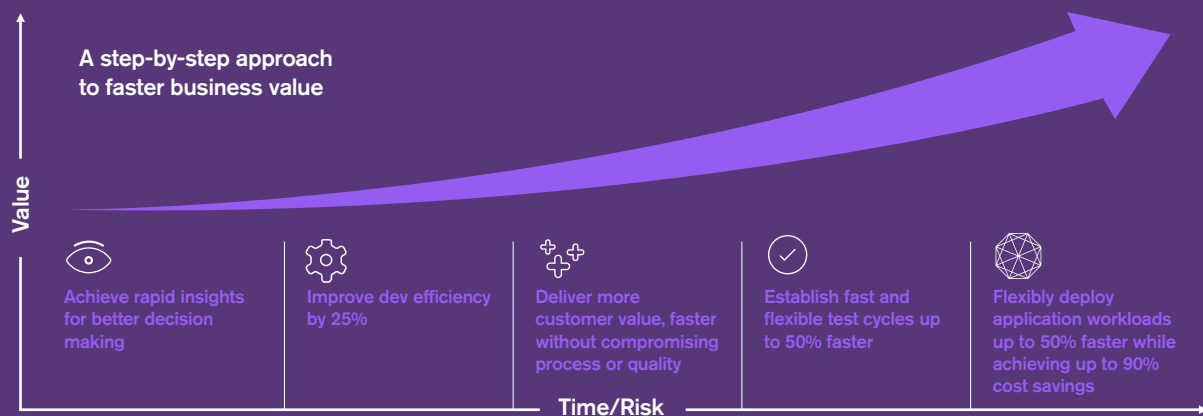 A step-by-step approach
to faster business value
Value
Achieve rapid insights
for better decision
making
Improve dev efficiency
by 25%
Deliver more
customer value, faster
without compromising
process or quality
Establish fast and
flexible test cycles up
to 50% faster
Flexibly deploy
application workloads
up to 50% faster while
achieving up to 90%
cost savings
Time/Risk